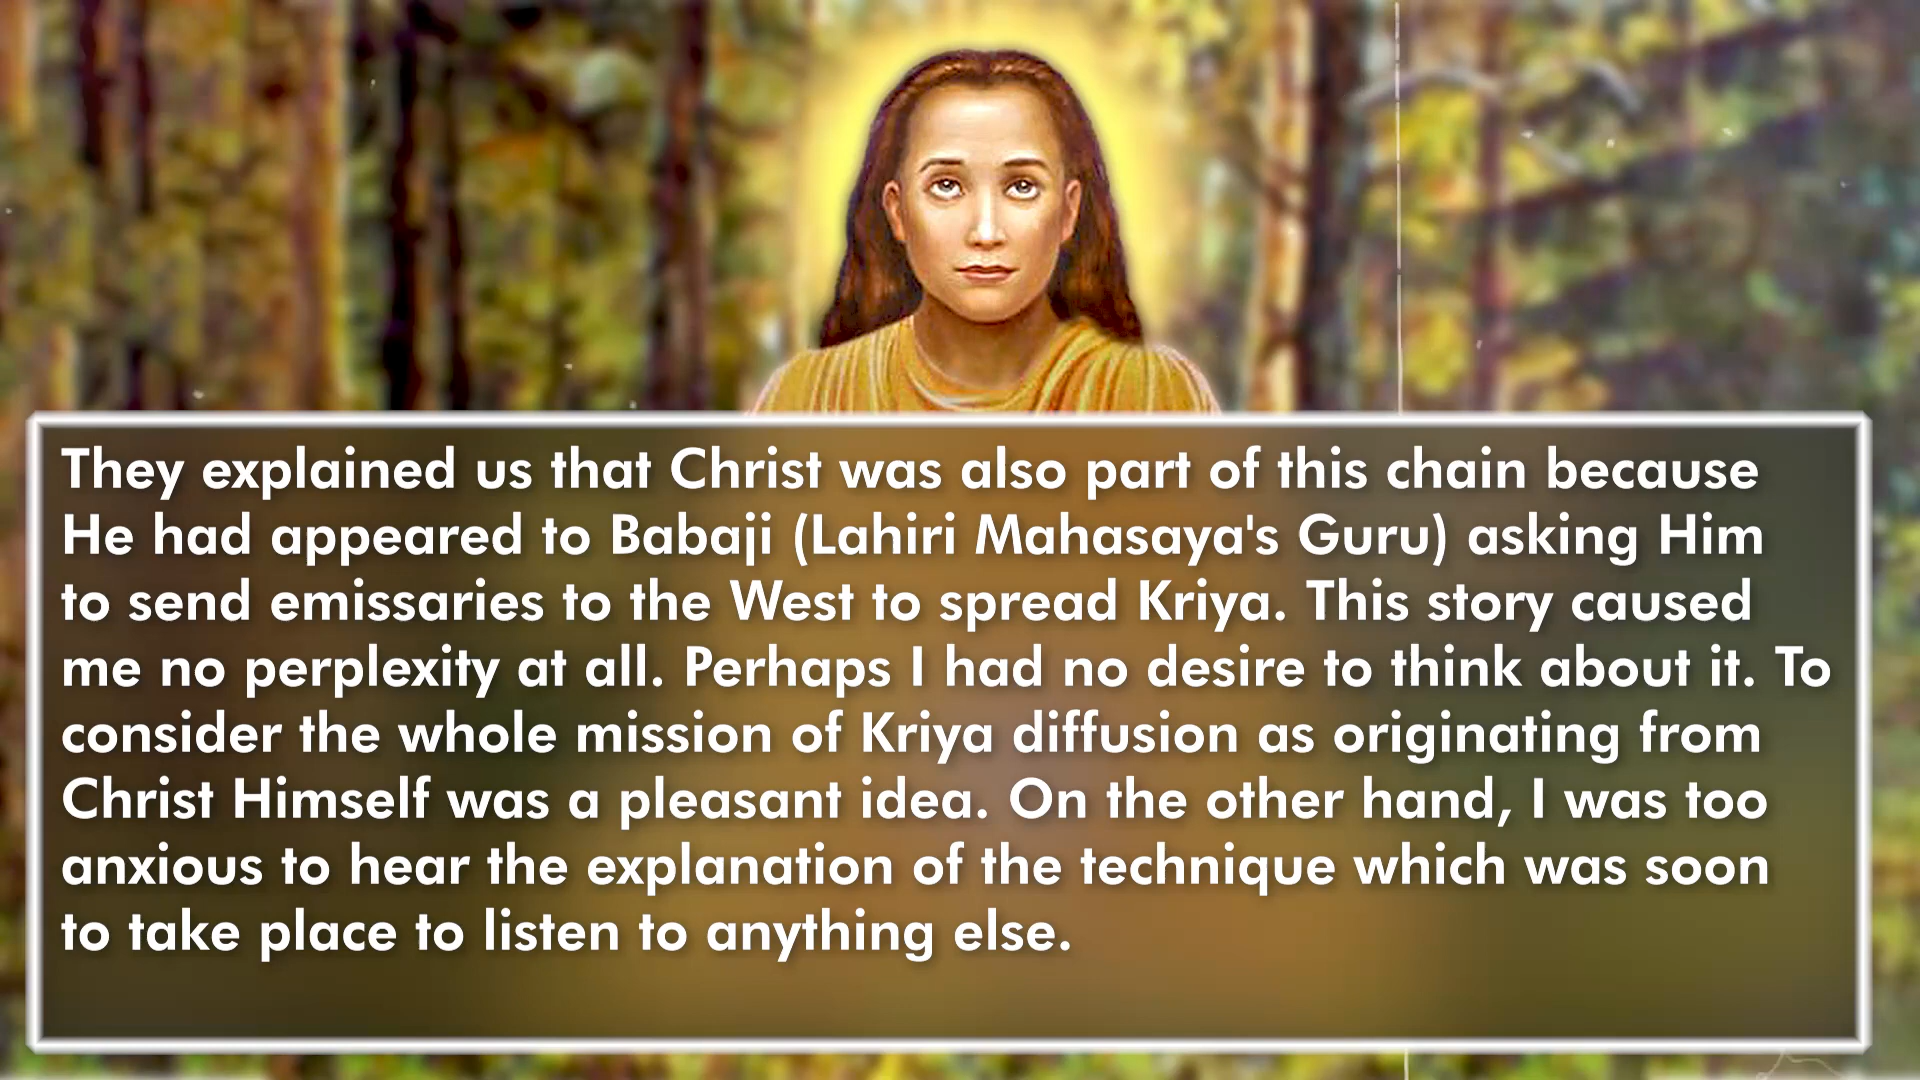 They explained us that Christ was also part of this chain because
He had appeared to Babaji (Lahiri Mahasaya's Guru) asking Him
to send emissaries to the West to spread Kriya. This story caused
me no perplexity at all. Perhaps I had no desire to think about it. To
consider the whole mission of Kriya diffusion as originating from
Christ Himself was a pleasant idea. On the other hand, I was too
anxious to hear the explanation of the technique which was soon
to take place to listen to anything else.